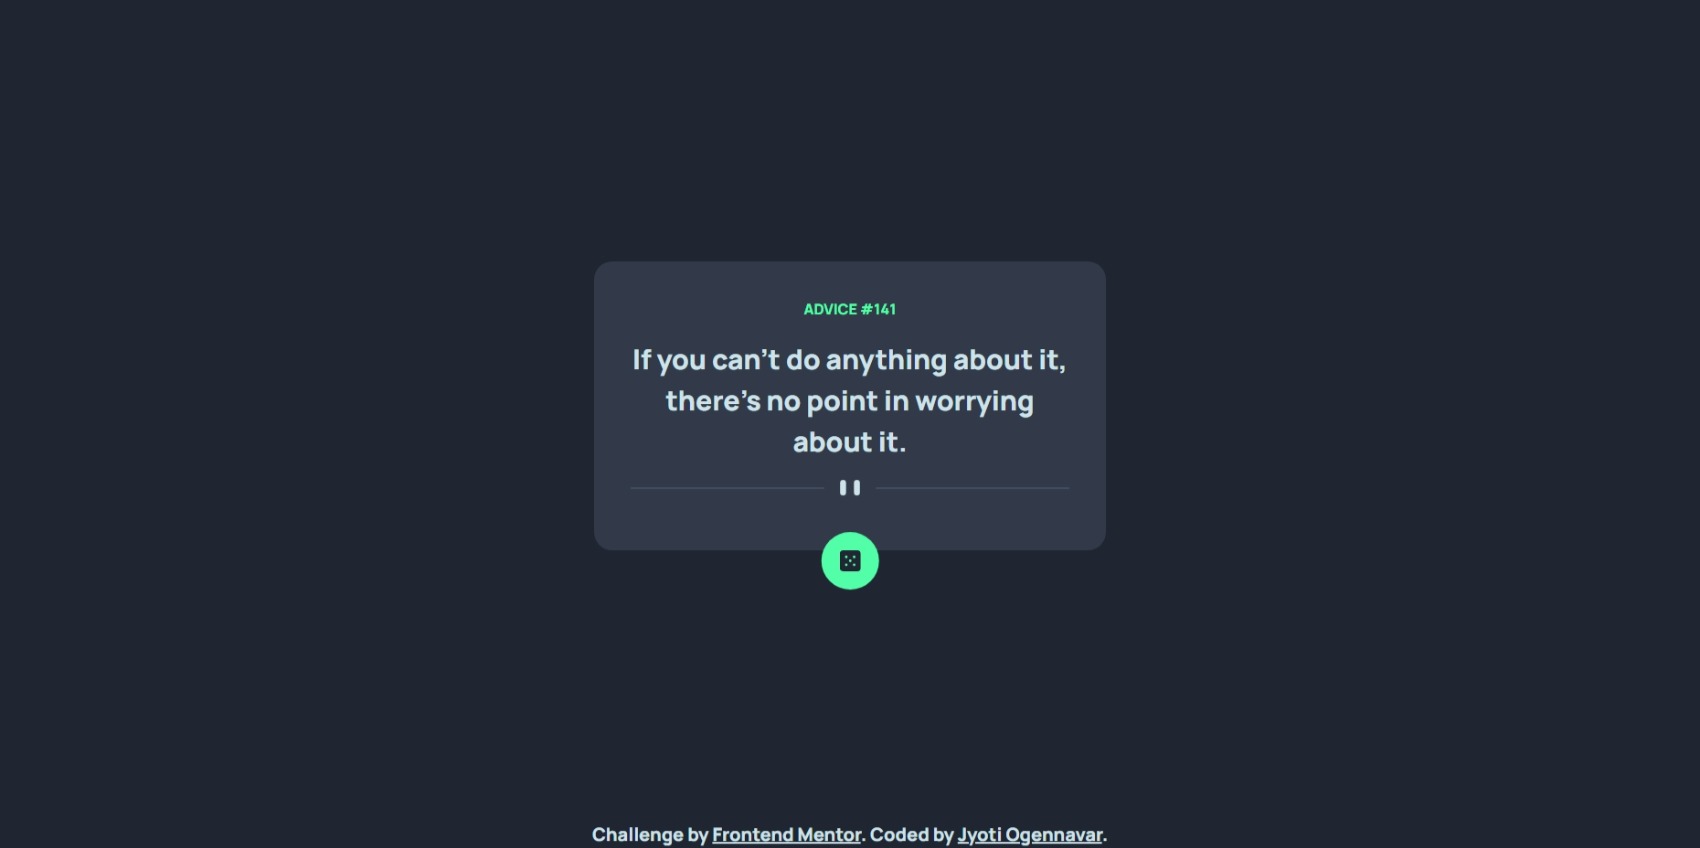 ADVICE #141
If you can’t do anything about it,
there’s no point in worrying
about it.
Challenge by Frontend Mentor. Coded by Jyoti Ogennavar.